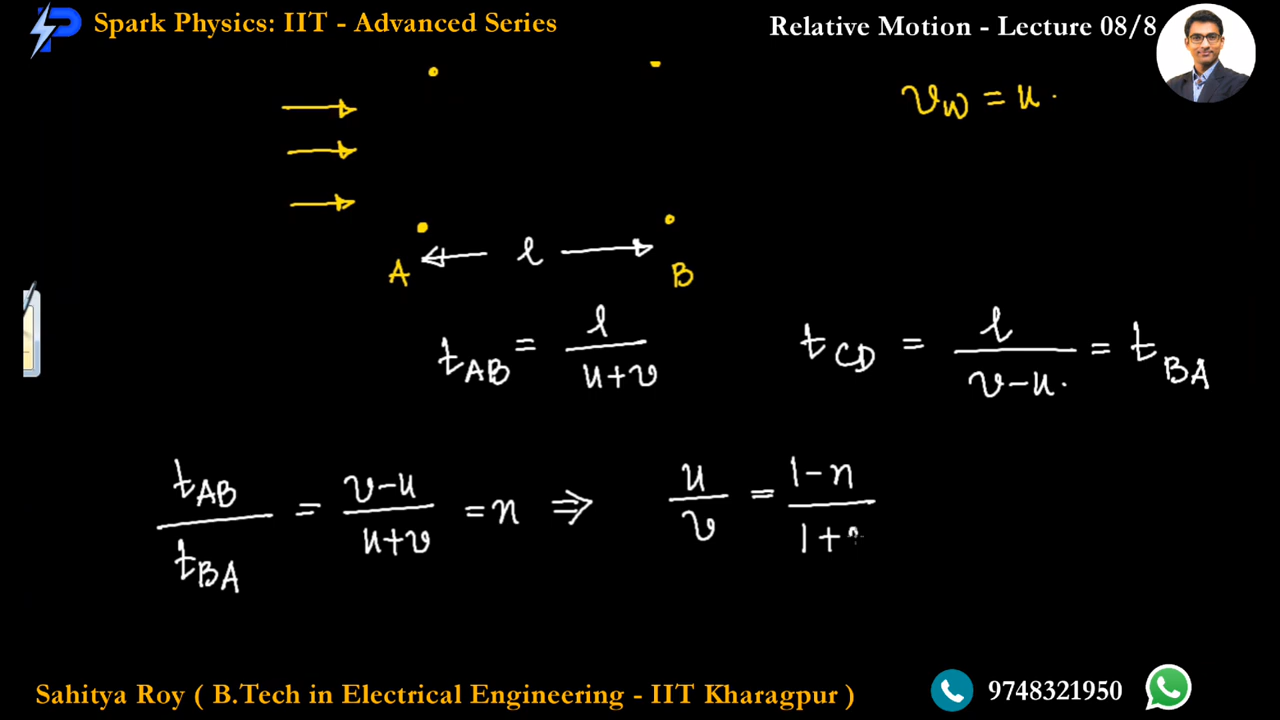 Spark Physics: IIT - Advanced Series
Relative Motion - Lecture 08/8
v_W = u.
A ← l → B
t_AB = l/(u+v)
t_CD = l/(v-u.) = t_BA
t_AB/t_BA = (v-u)/(u+v) = n ⇒ u/v = (1-n)/(1+
Sahitya Roy ( B.Tech in Electrical Engineering - IIT Kharagpur )
9748321950